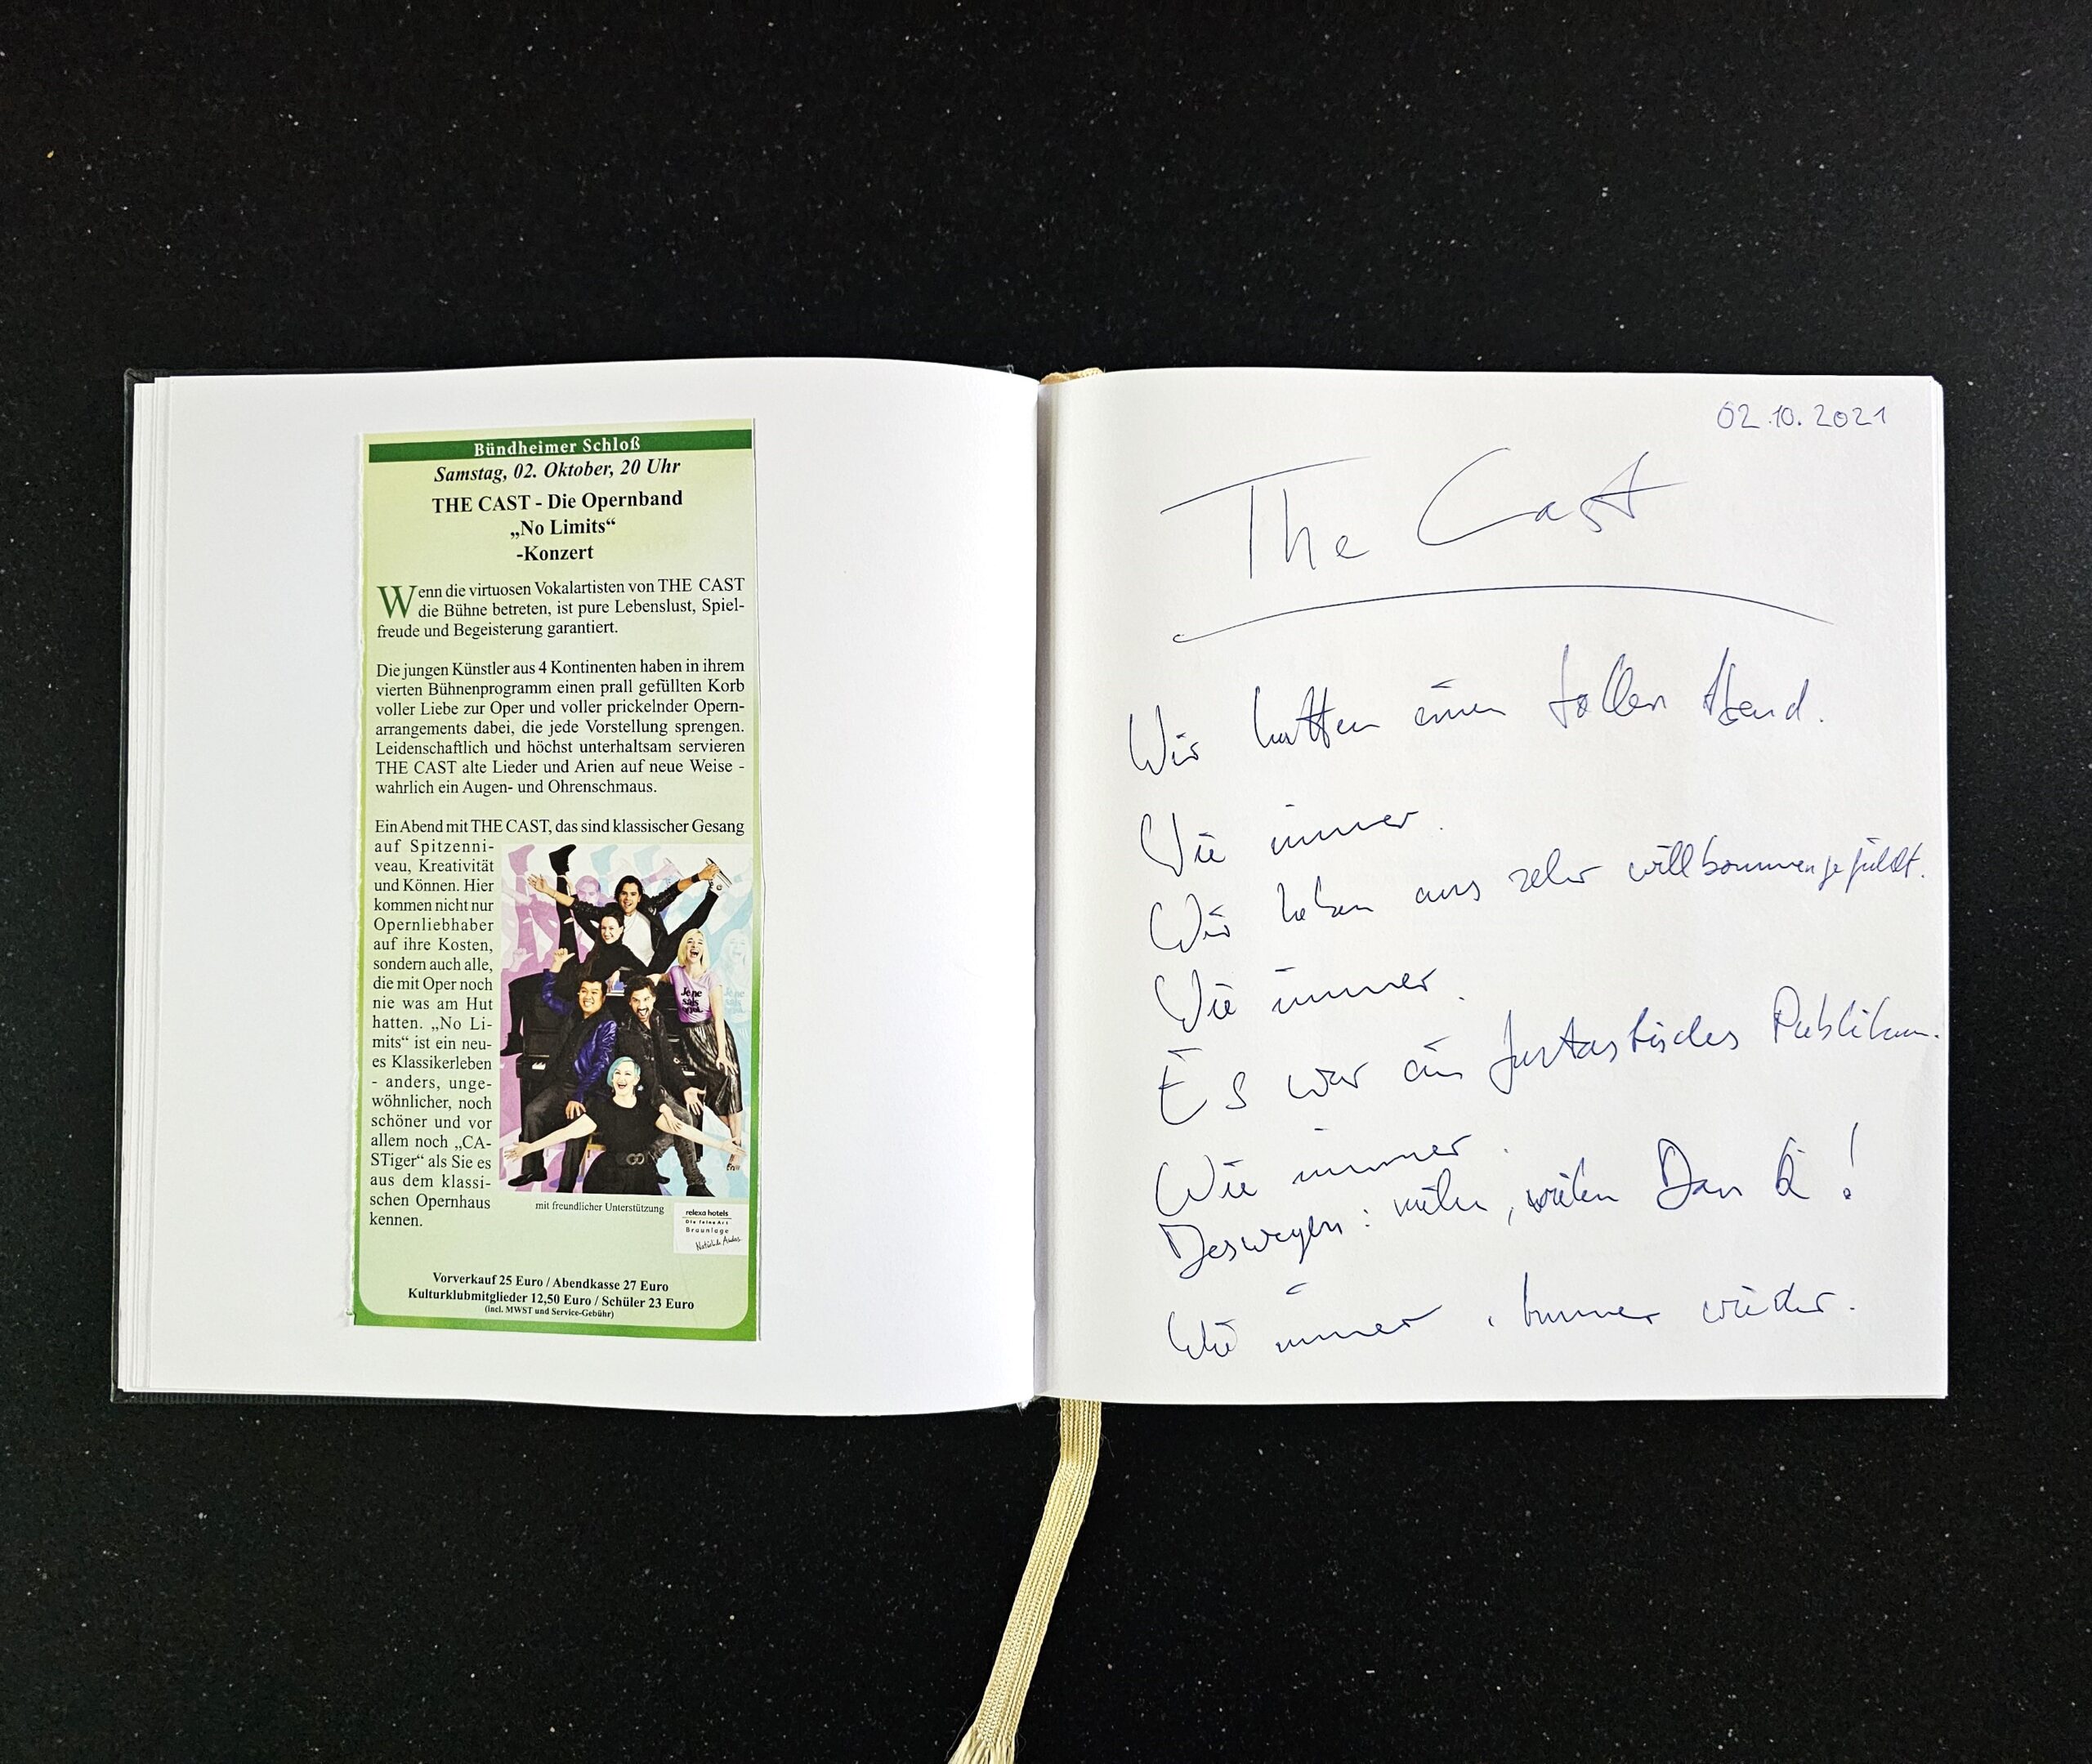 Bündheimer Schloß
Samstag, 02. Oktober, 20 Uhr
THE CAST - Die Opernband
„No Limits“
-Konzert
Wenn die virtuosen Vokalartisten von THE CAST
die Bühne betreten, ist pure Lebenslust, Spiel-
freude und Begeisterung garantiert.
Die jungen Künstler aus 4 Kontinenten haben in ihrem
vierten Bühnenprogramm einen prall gefüllten Korb
voller Liebe zur Oper und voller prickelnder Opern-
arrangements dabei, die jede Vorstellung sprengen.
Leidenschaftlich und höchst unterhaltsam servieren
THE CAST alte Lieder und Arien auf neue Weise -
wahrlich ein Augen- und Ohrenschmaus.
Ein Abend mit THE CAST, das sind klassischer Gesang
auf Spitzenni-
veau, Kreativität
und Können. Hier
kommen nicht nur
Opernliebhaber
auf ihre Kosten,
sondern auch alle,
die mit Oper noch
nie was am Hut
hatten. „No Li-
mits“ ist ein neu-
es Klassikerleben
- anders, unge-
wöhnlicher, noch
schöner und vor
allem noch „CA-
STiger“ als Sie es
aus dem klassi-
schen Opernhaus
kennen.
Je ne
sais
quoi.
mit freundlicher Unterstützung
relexa hotels
Die feine Art
Braunlage
Natürlich Anders
Vorverkauf 25 Euro / Abendkasse 27 Euro
Kulturklubmitglieder 12,50 Euro / Schüler 23 Euro
(incl. MWST und Service-Gebühr)
02.10.2021
The Cast
Wir hatten einen tollen Abend.
Wie immer.
Wir haben uns sehr willkommen gefühlt.
Wie immer.
Es war ein fantastisches Publikum.
Wie immer.
Deswegen: vielen, vielen Dank!
Wie immer, immer wieder.